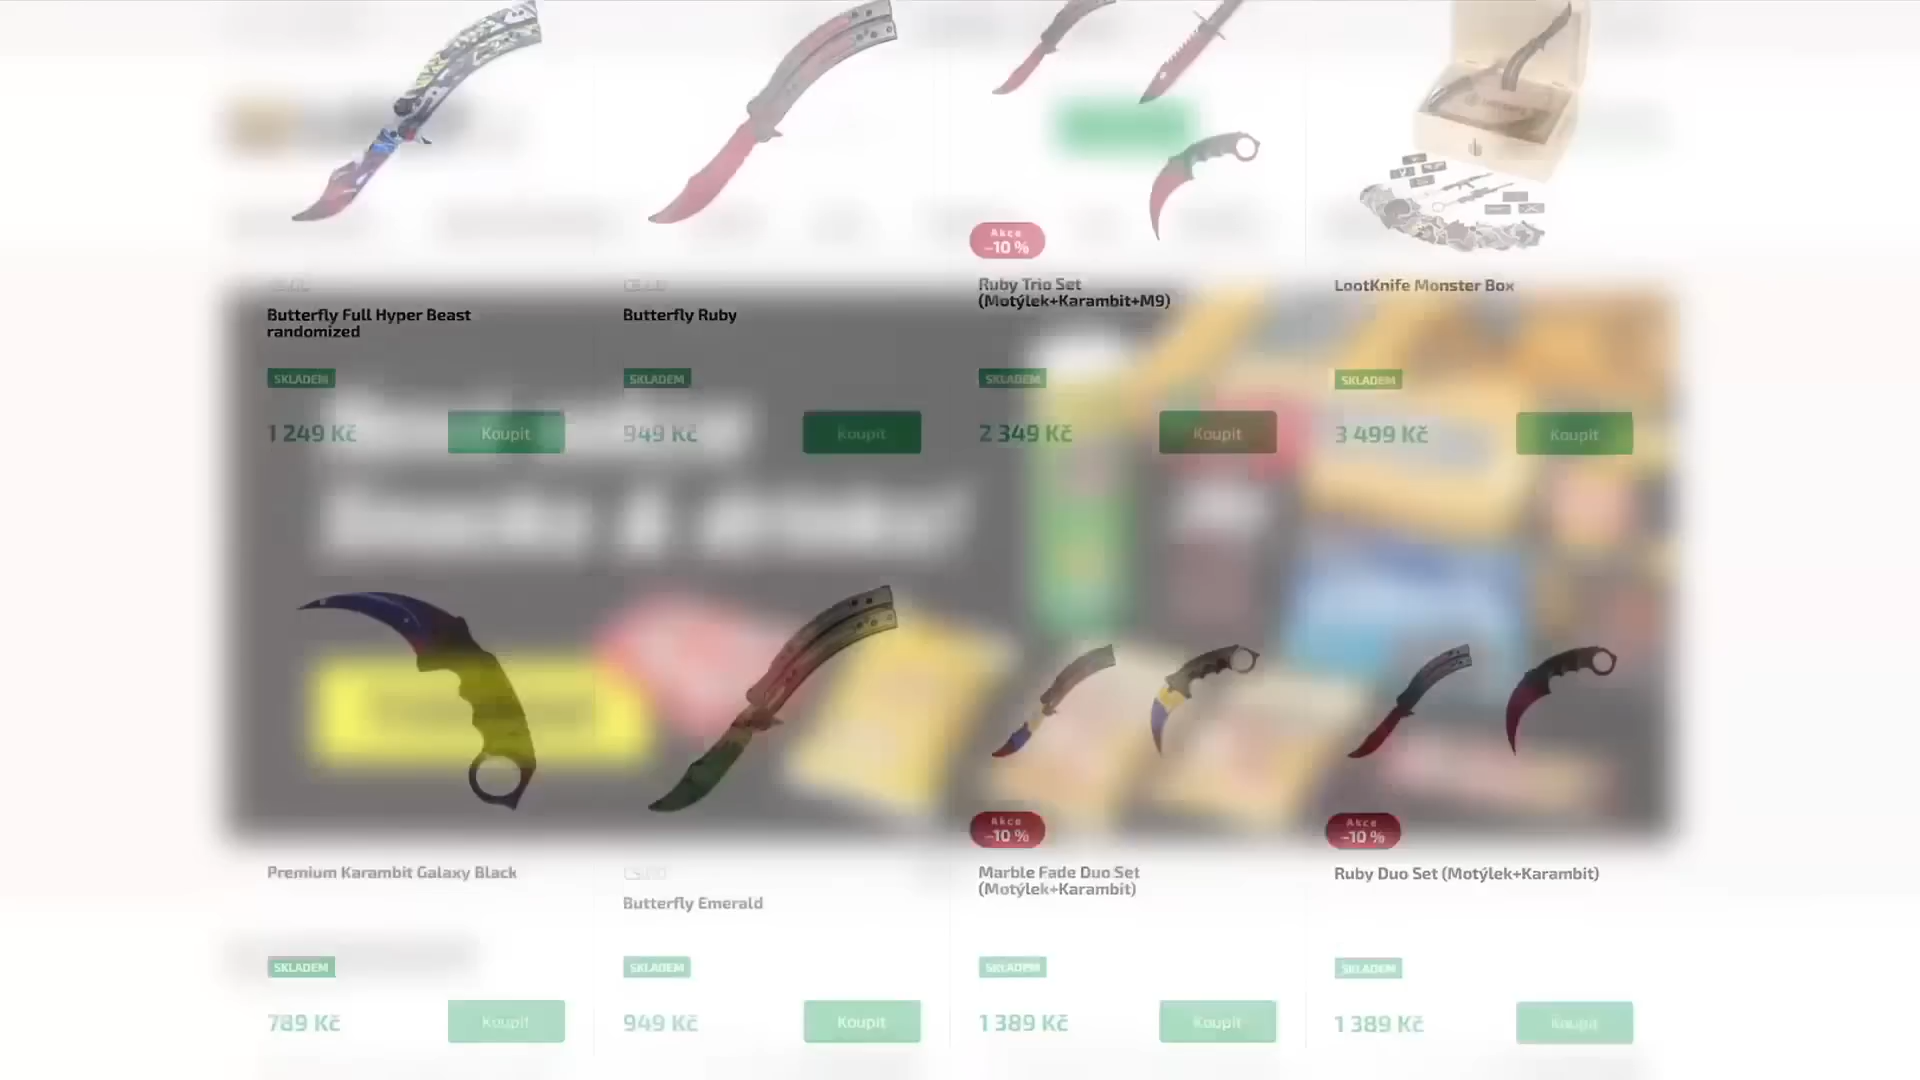 Akce
–10 %
Butterfly Full Hyper Beast
randomized
SKLADEM
1 249 Kč
Koupit
Butterfly Ruby
SKLADEM
949 Kč
Koupit
Ruby Trio Set
(Motýlek+Karambit+M9)
SKLADEM
2 349 Kč
Koupit
LootKnife Monster Box
SKLADEM
3 499 Kč
Koupit
Snacks & drinks!
Akce
–10 %
Akce
–10 %
Premium Karambit Galaxy Black
SKLADEM
789 Kč
Koupit
Butterfly Emerald
SKLADEM
949 Kč
Koupit
Marble Fade Duo Set
(Motýlek+Karambit)
SKLADEM
1 389 Kč
Koupit
Ruby Duo Set (Motýlek+Karambit)
SKLADEM
1 389 Kč
Koupit